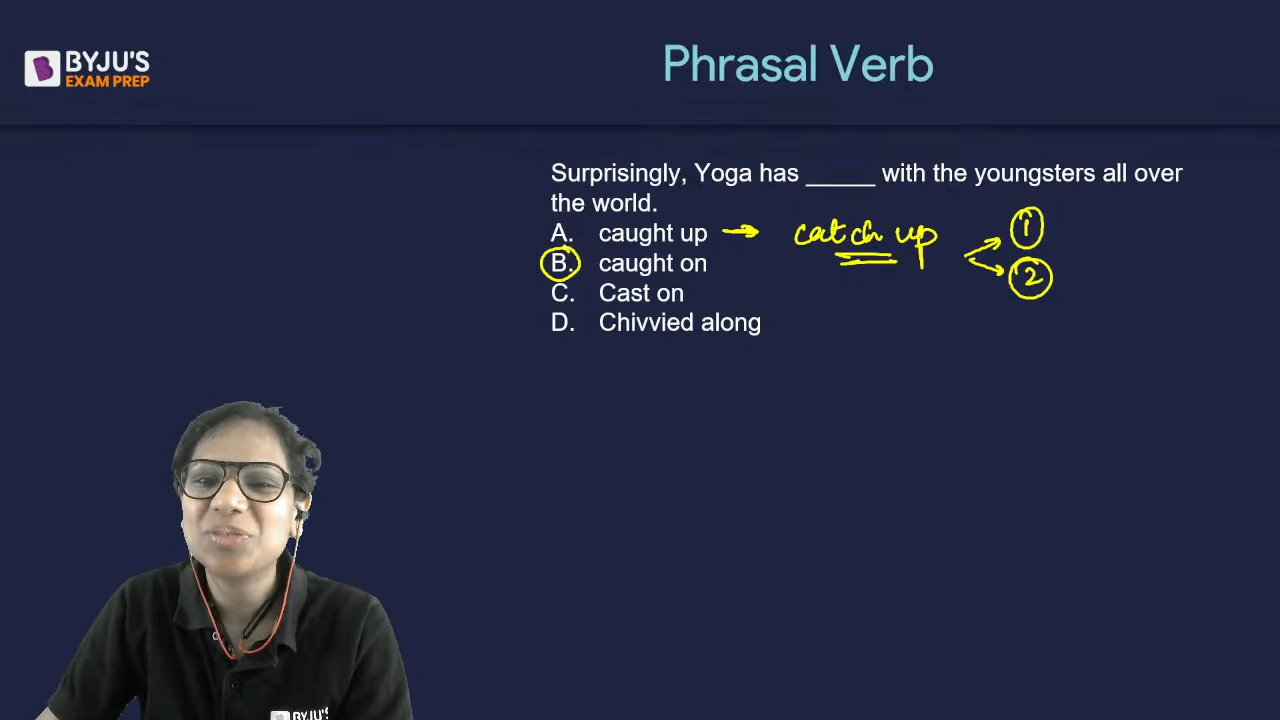 BYJU'S
EXAM PREP
Phrasal Verb
Surprisingly, Yoga has _____ with the youngsters all over
the world.
A. caught up → catch up ① ②
B. caught on
C. Cast on
D. Chivvied along
BYJU'S